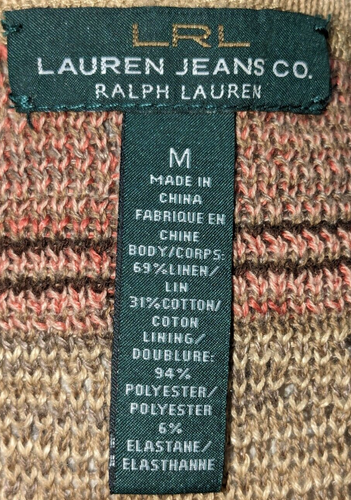 LRL
LAUREN JEANS CO.
RALPH LAUREN
M
MADE IN
CHINA
FABRIQUE EN
CHINE
BODY/CORPS:
69%LINEN/
LIN
31%COTTON/
COTON
LINING/
DOUBLURE:
94%
POLYESTER/
POLYESTER
6%
ELASTANE/
ELASTHANNE